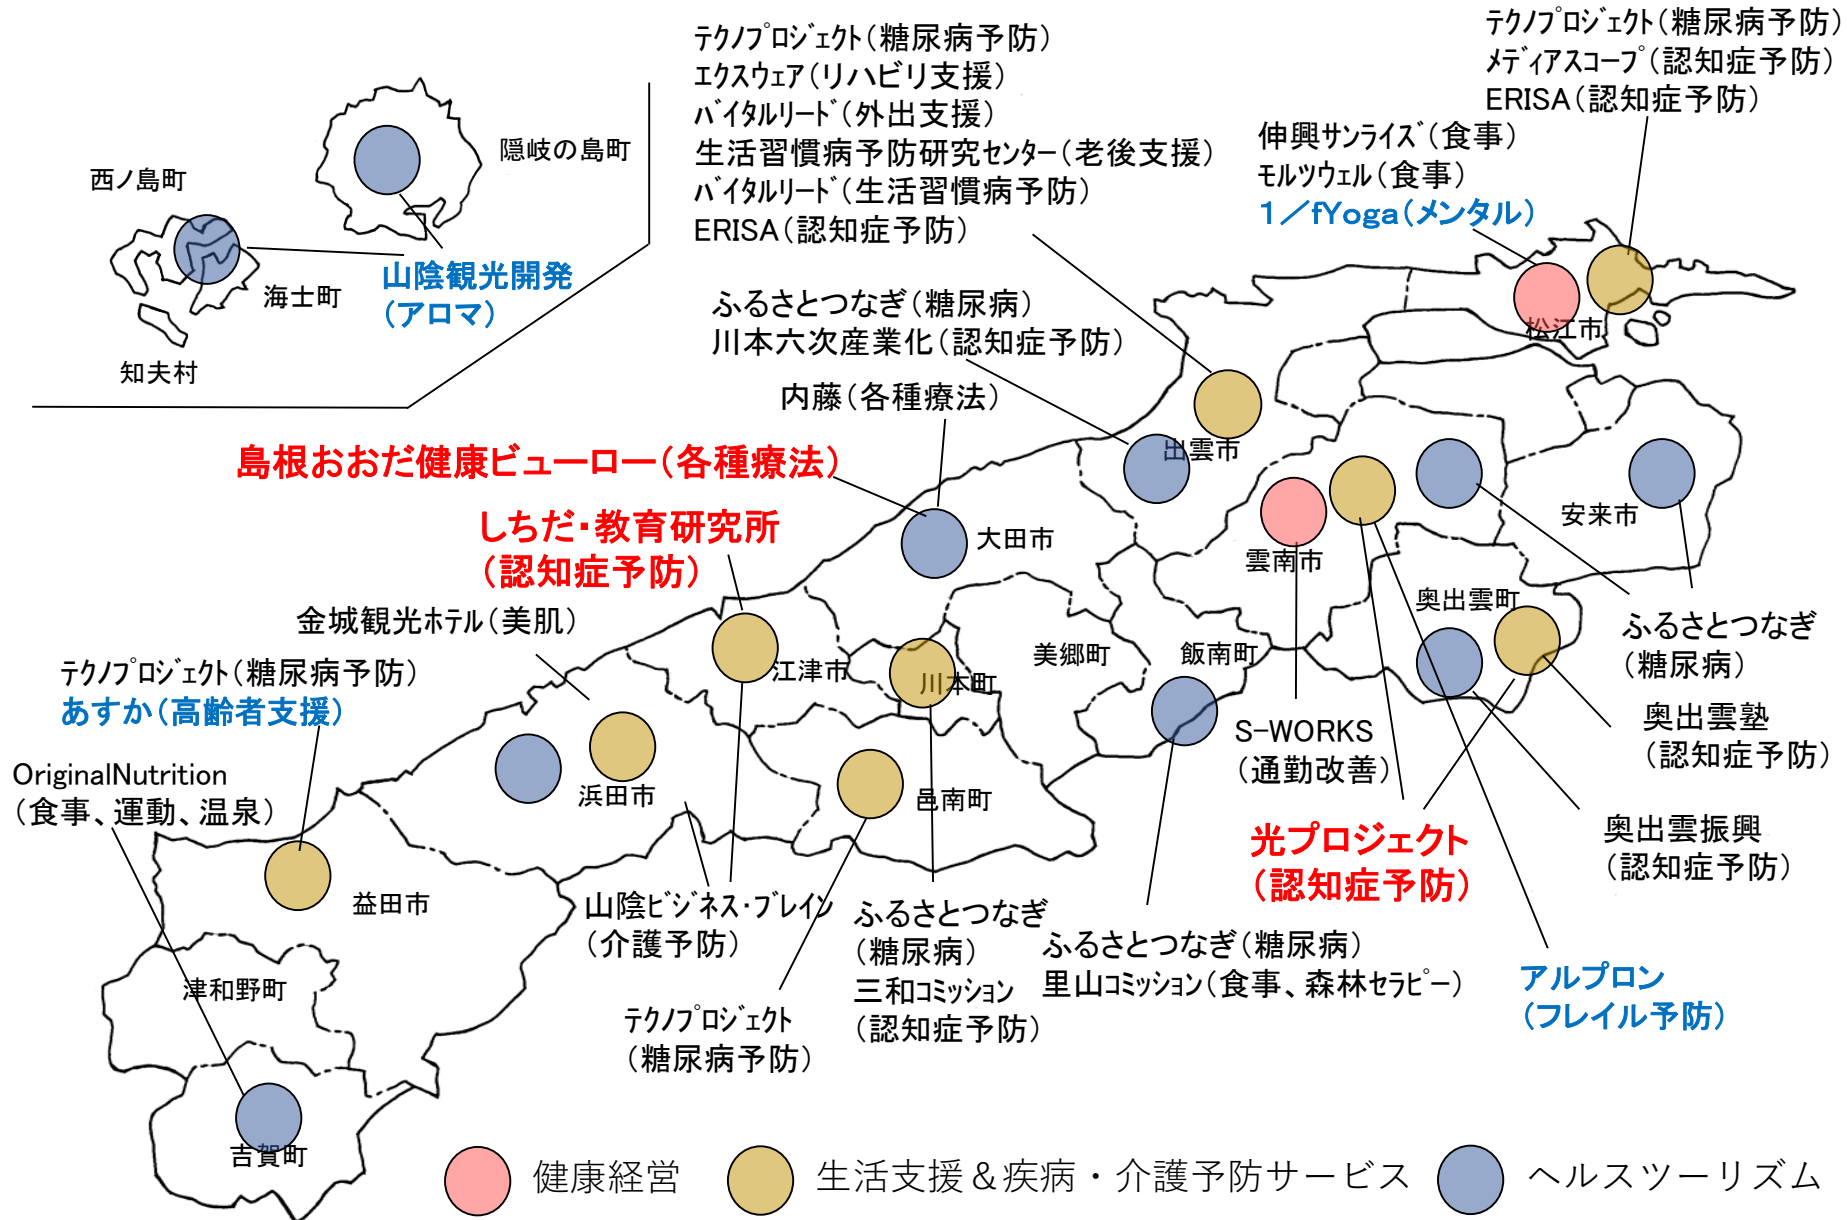 ﾃｸﾉﾌﾟﾛｼﾞｪｸﾄ(糖尿病予防)
ｴｸｽｳｪｱ(リハビリ支援)
ﾊﾞｲﾀﾙﾘｰﾄﾞ(外出支援)
生活習慣病予防研究センター(老後支援)
ﾊﾞｲﾀﾙﾘｰﾄﾞ(生活習慣病予防)
ERISA(認知症予防)
ﾃｸﾉﾌﾟﾛｼﾞｪｸﾄ(糖尿病予防)
ﾒﾃﾞｨｱｽｺｰﾌﾟ(認知症予防)
ERISA(認知症予防)
伸興ｻﾝﾗｲｽﾞ(食事)
ﾓﾙﾂｳｪﾙ(食事)
1/fYoga(メンタル)
隠岐の島町
西ノ島町
海士町
知夫村
山陰観光開発
(アロマ)
ふるさとつなぎ(糖尿病)
川本六次産業化(認知症予防)
内藤(各種療法)
島根おおだ健康ビューロー(各種療法)
しちだ・教育研究所
(認知症予防)
金城観光ﾎﾃﾙ(美肌)
ﾃｸﾉﾌﾟﾛｼﾞｪｸﾄ(糖尿病予防)
あすか(高齢者支援)
OriginalNutrition
(食事、運動、温泉)
松江市
出雲市
安来市
雲南市
大田市
奥出雲町
美郷町
飯南町
江津市
川本町
浜田市
邑南町
益田市
津和野町
吉賀町
ふるさとつなぎ
(糖尿病)
S-WORKS
(通勤改善)
奥出雲塾
(認知症予防)
光プロジェクト
(認知症予防)
奥出雲振興
(認知症予防)
山陰ﾋﾞｼﾞﾈｽ･ﾌﾞﾚｲﾝ
(介護予防)
ふるさとつなぎ
(糖尿病)
三和ｺﾐｯｼｮﾝ
(認知症予防)
ふるさとつなぎ(糖尿病)
里山ｺﾐｯｼｮﾝ(食事、森林ｾﾗﾋﾟｰ)
アルプロン
(フレイル予防)
ﾃｸﾉﾌﾟﾛｼﾞｪｸﾄ
(糖尿病予防)
健康経営
生活支援＆疾病・介護予防サービス
ヘルスツーリズム